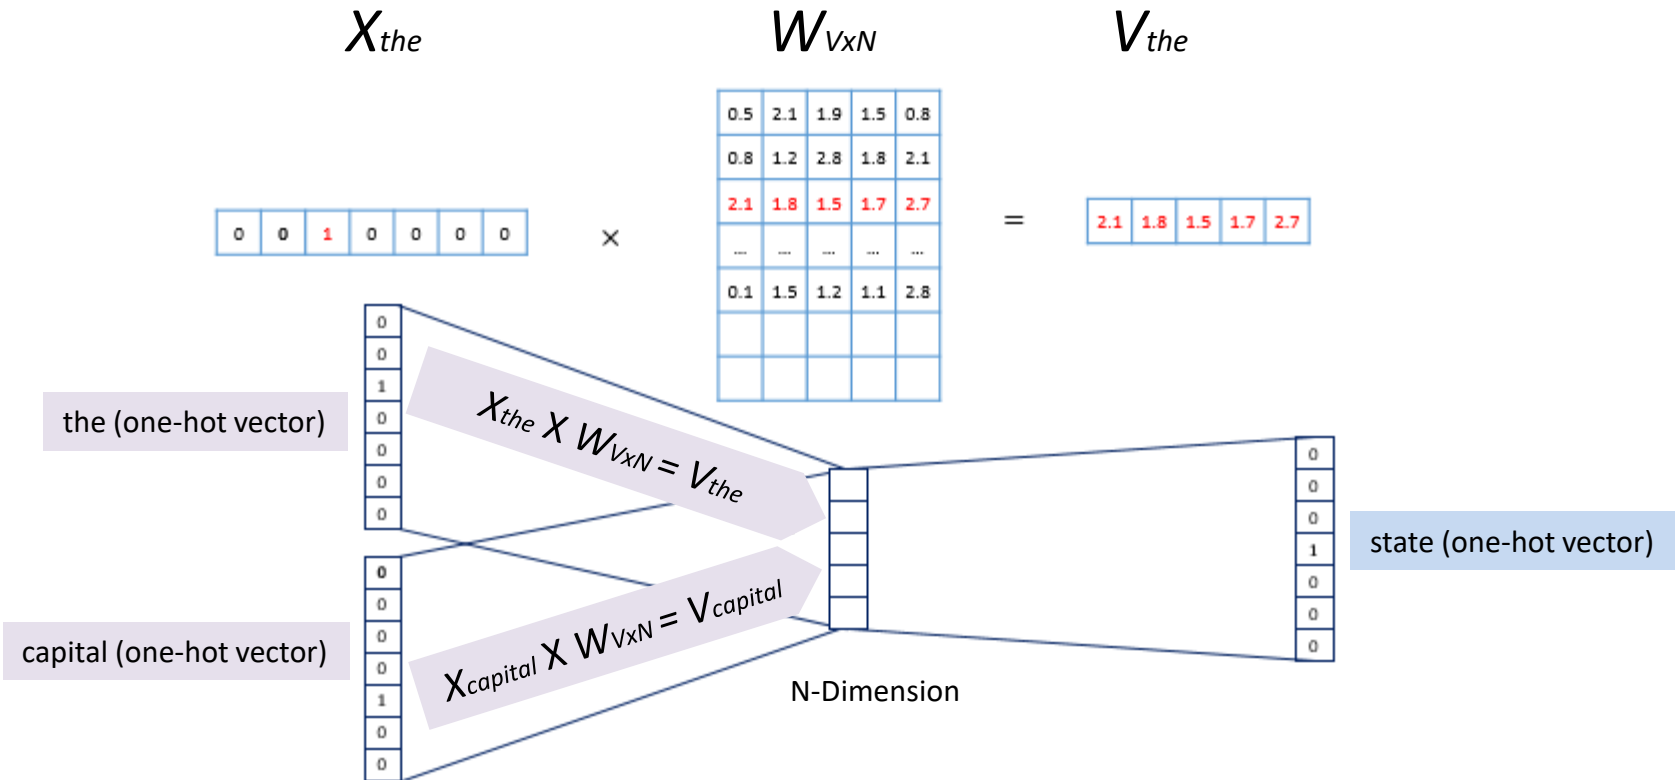 Xthe WVxN Vthe
0.5 2.1 1.9 1.5 0.8
0.8 1.2 2.8 1.8 2.1
2.1 1.8 1.5 1.7 2.7
.... .... .... .... ...
0.1 1.5 1.2 1.1 2.8
0 0 1 0 0 0 0
×
=
2.1 1.8 1.5 1.7 2.7
0
0
1
0
0
0
0
the (one-hot vector)
Xthe X WVxN = Vthe
0
0
0
0
1
0
0
capital (one-hot vector)
Xcapital X WVxN = Vcapital
N-Dimension
0
0
0
1
0
0
0
state (one-hot vector)